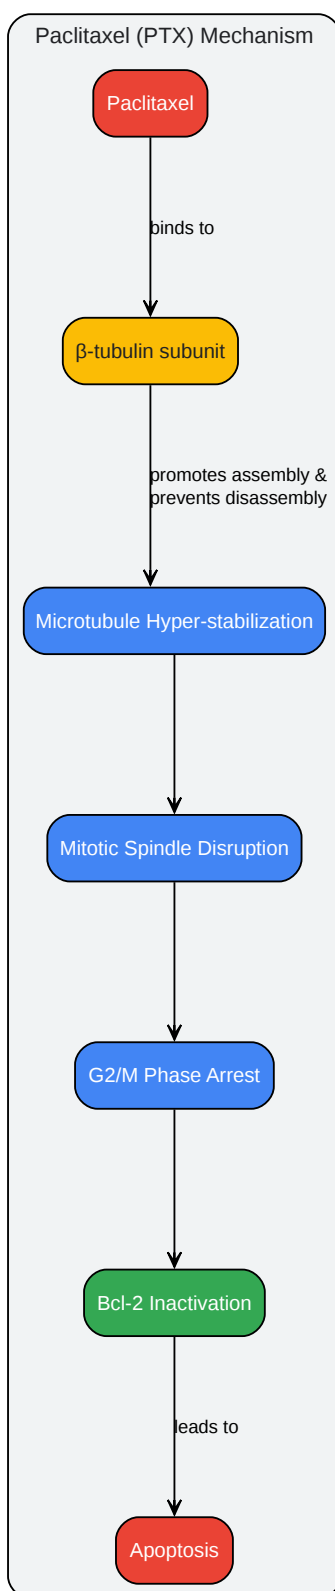 Paclitaxel (PTX) Mechanism
Paclitaxel
binds to
β-tubulin subunit
promotes assembly &
prevents disassembly
Microtubule Hyper-stabilization
Mitotic Spindle Disruption
G2/M Phase Arrest
Bcl-2 Inactivation
leads to
Apoptosis